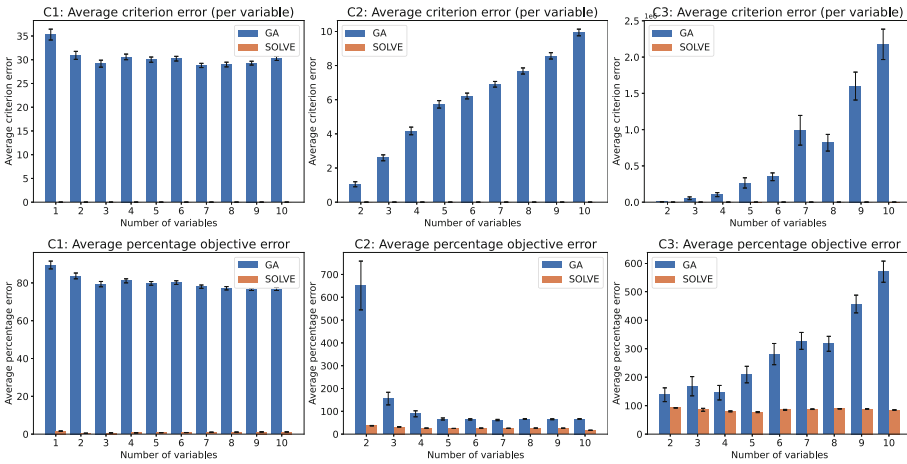 C1: Average criterion error (per variable)
Average criterion error
35
30
25
20
15
10
5
0
GA
SOLVE
1 2 3 4 5 6 7 8 9 10
Number of variables
C2: Average criterion error (per variable)
Average criterion error
10
8
6
4
2
0
GA
SOLVE
2 3 4 5 6 7 8 9 10
Number of variables
C3: Average criterion error (per variable)
Average criterion error
2.5
2.0
1.5
1.0
0.5
0.0
GA
SOLVE
2 3 4 5 6 7 8 9 10
Number of variables
C1: Average percentage objective error
Average percentage error
80
60
40
20
0
GA
SOLVE
1 2 3 4 5 6 7 8 9 10
Number of variables
C2: Average percentage objective error
Average percentage error
700
600
500
400
300
200
100
0
GA
SOLVE
2 3 4 5 6 7 8 9 10
Number of variables
C3: Average percentage objective error
Average percentage error
600
500
400
300
200
100
0
GA
SOLVE
2 3 4 5 6 7 8 9 10
Number of variables